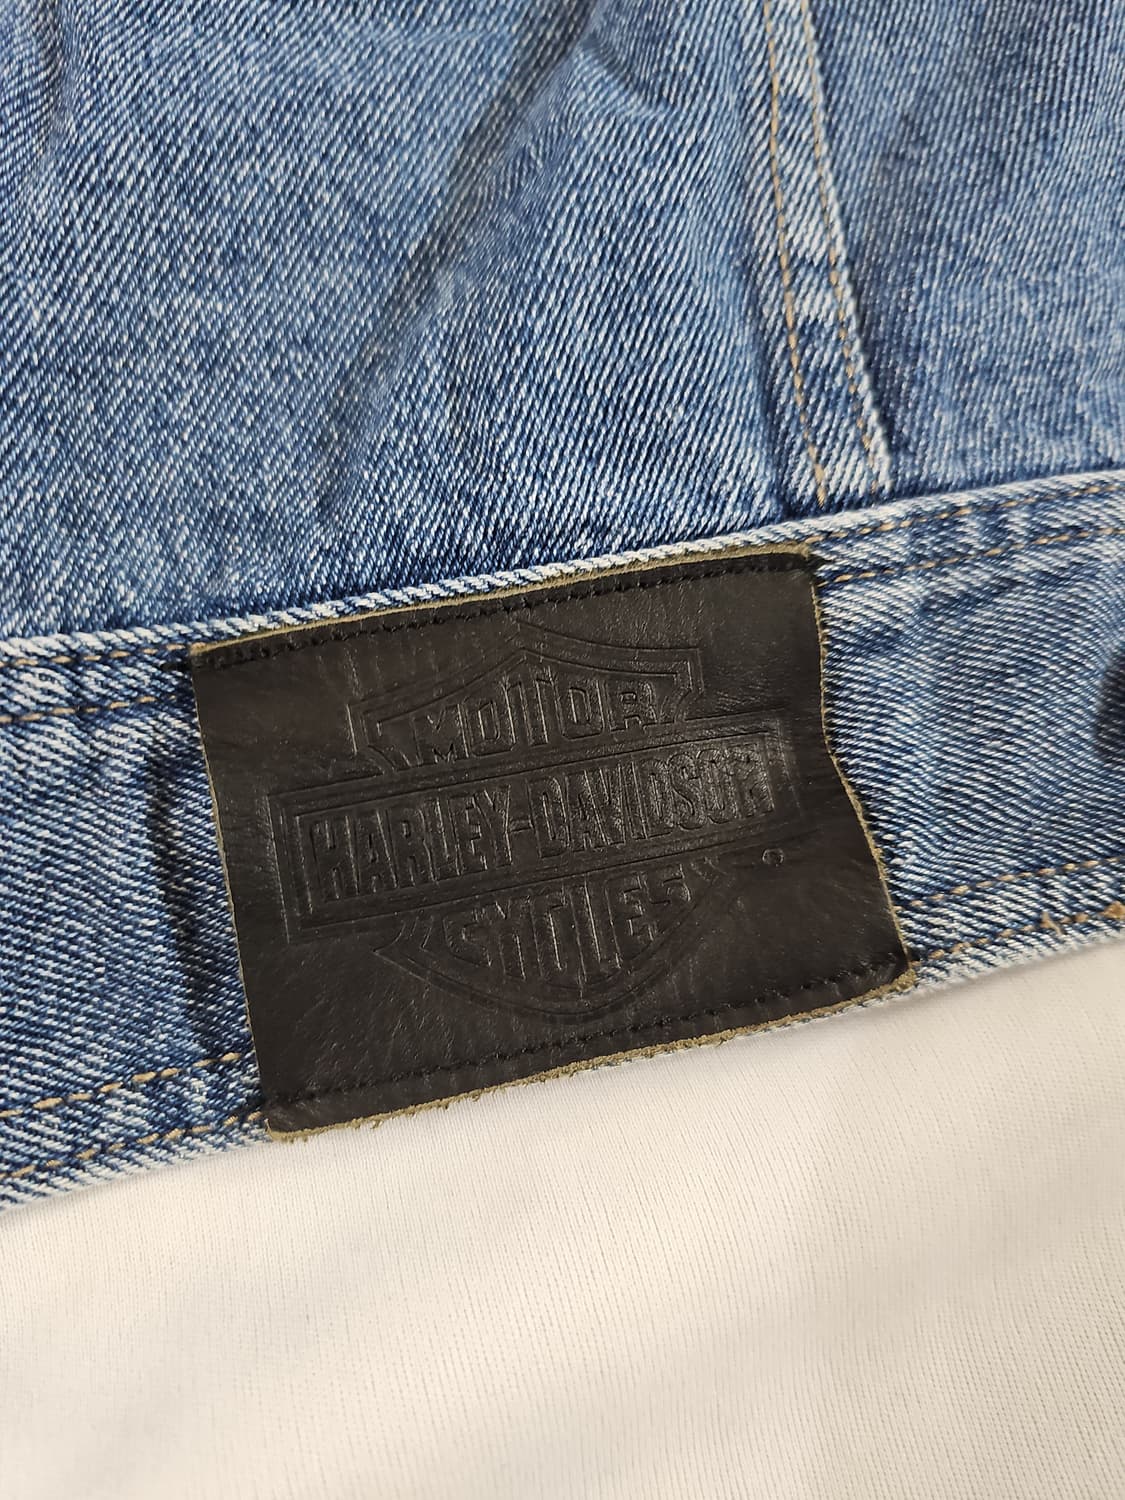 MOTOR
HARLEY-DAVIDSON
CYCLES
®